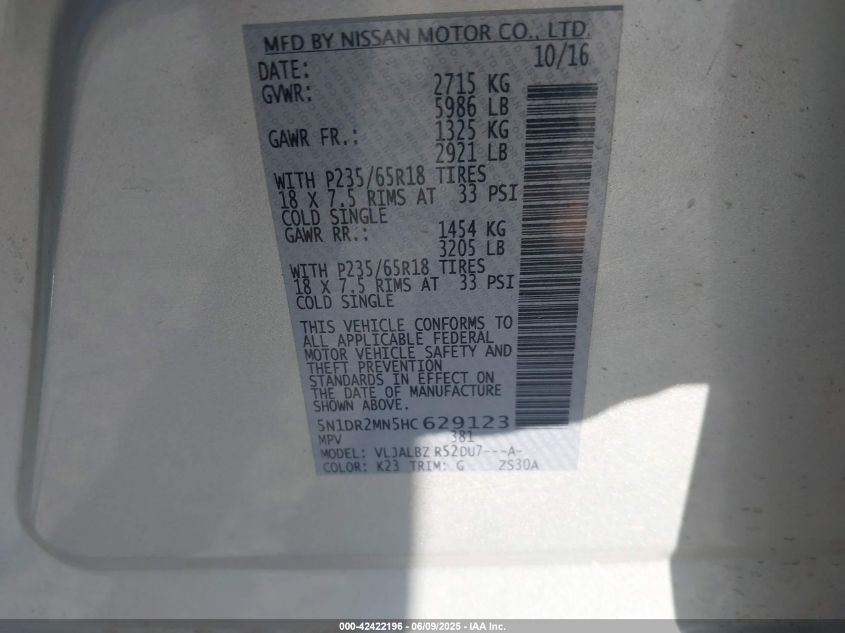 MFD BY NISSAN MOTOR CO., LTD.
DATE: 10/16
GVWR: 2715 KG
5986 LB
GAWR FR.: 1325 KG
2921 LB
WITH P235/65R18 TIRES
18 X 7.5 RIMS AT 33 PSI
COLD SINGLE
GAWR RR.: 1454 KG
3205 LB
WITH P235/65R18 TIRES
18 X 7.5 RIMS AT 33 PSI
COLD SINGLE
THIS VEHICLE CONFORMS TO
ALL APPLICABLE FEDERAL
MOTOR VEHICLE SAFETY AND
THEFT PREVENTION
STANDARDS IN EFFECT ON
THE DATE OF MANUFACTURE
SHOWN ABOVE.
5N1DR2MN5HC629123
MPV 381
MODEL: VLJALBZ R52DU7---A-
COLOR: K23 TRIM: G ZS30A
000-42422196 - 06/09/2025 - IAA Inc.